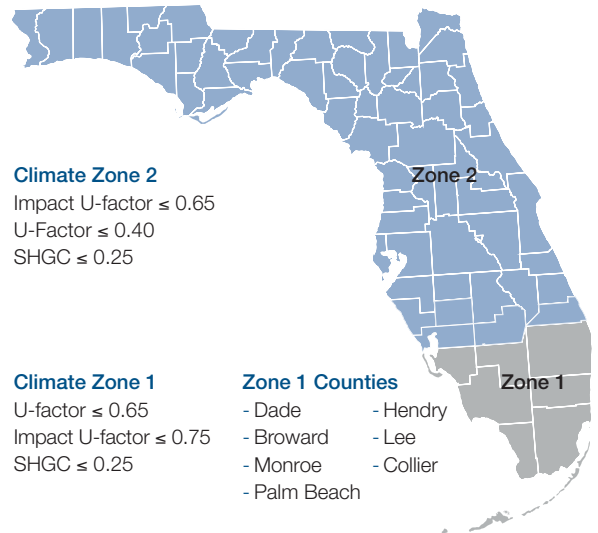 Climate Zone 2
Impact U-factor ≤ 0.65
U-Factor ≤ 0.40
SHGC ≤ 0.25
Zone 2
Climate Zone 1
U-factor ≤ 0.65
Impact U-factor ≤ 0.75
SHGC ≤ 0.25
Zone 1 Counties
- Dade
- Broward
- Monroe
- Palm Beach
- Hendry
- Lee
- Collier
Zone 1